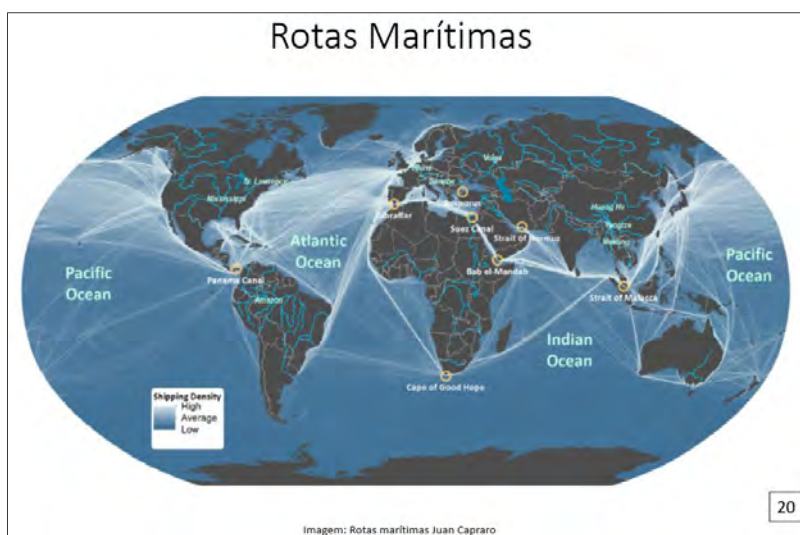 Rotas Marítimas
St. Lawrence
Mississippi
Volga
Bosporus
Gibraltar
Suez Canal
Strait of Hormuz
Huang He
Yangtze
Mekong
Atlantic
Ocean
Pacific
Ocean
Panama Canal
Bab el-Mandab
Strait of Malacca
Pacific
Ocean
Amazon
Indian
Ocean
Cape of Good Hope
Shipping Density
High
Average
Low
20
Imagem: Rotas marítimas Juan Capraro